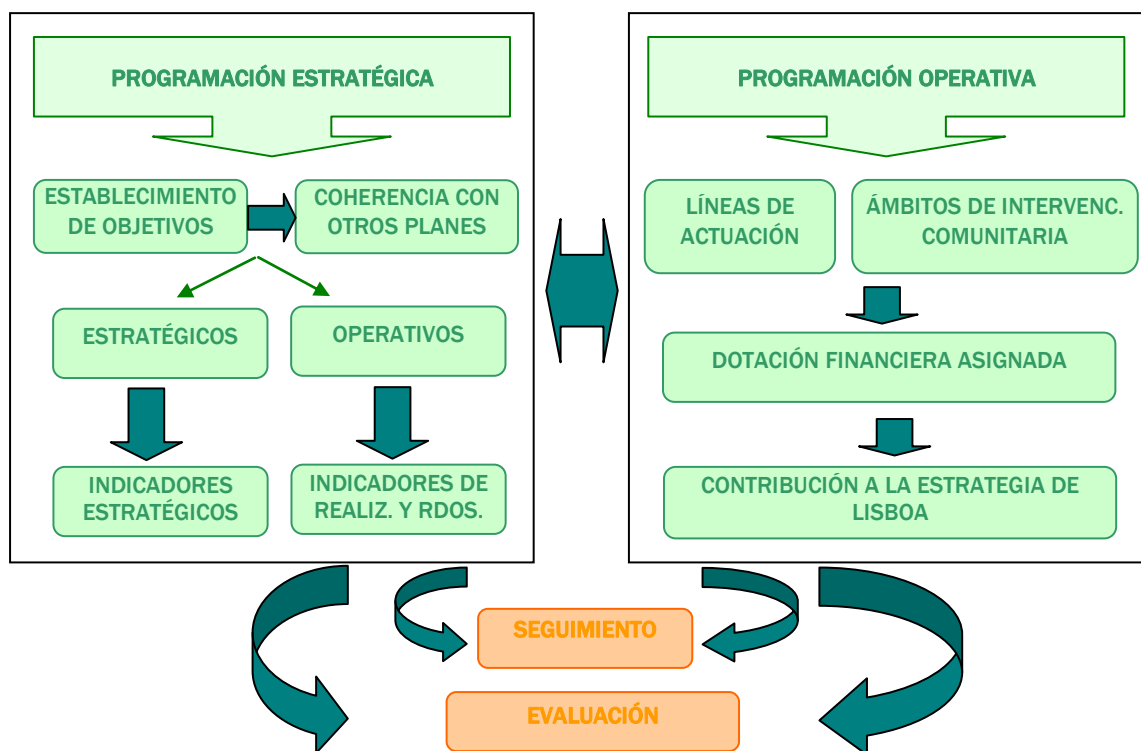 PROGRAMACIÓN ESTRATÉGICA
ESTABLECIMIENTO
DE OBJETIVOS
COHERENCIA CON
OTROS PLANES
ESTRATÉGICOS
OPERATIVOS
INDICADORES
ESTRATÉGICOS
INDICADORES DE
REALIZ. Y RDOS.
PROGRAMACIÓN OPERATIVA
LÍNEAS DE
ACTUACIÓN
ÁMBITOS DE INTERVENC.
COMUNITARIA
DOTACIÓN FINANCIERA ASIGNADA
CONTRIBUCIÓN A LA ESTRATEGIA DE
LISBOA
SEGUIMIENTO
EVALUACIÓN